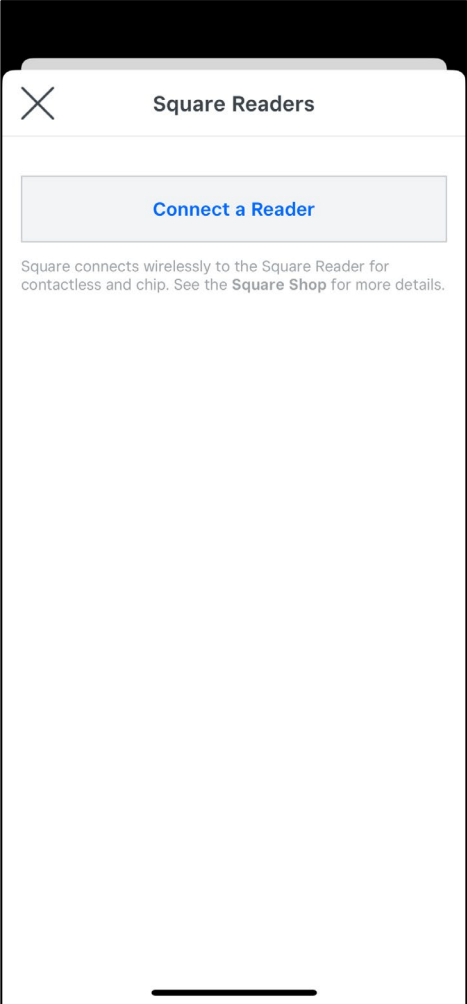 Square Readers
Connect a Reader
Square connects wirelessly to the Square Reader for
contactless and chip. See the Square Shop for more details.